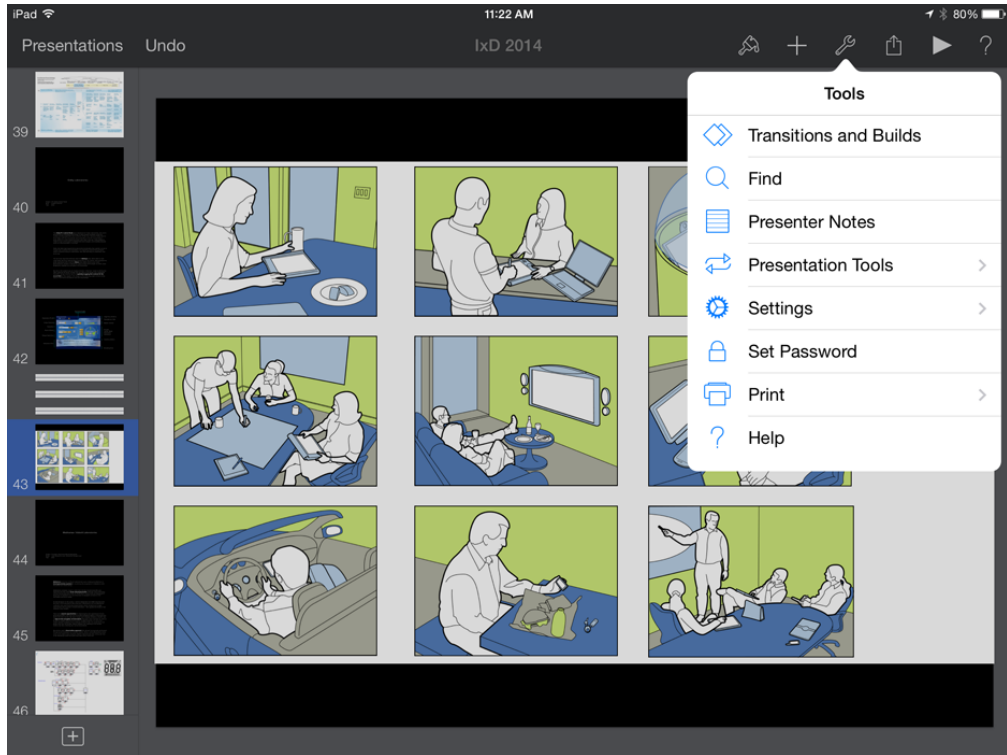 iPad 11:22 AM 80%
Presentations Undo IxD 2014 ?
Tools
Transitions and Builds
Find
Presenter Notes
Presentation Tools
Settings
Set Password
Print
? Help
39
40
41
42
43
44
45
46